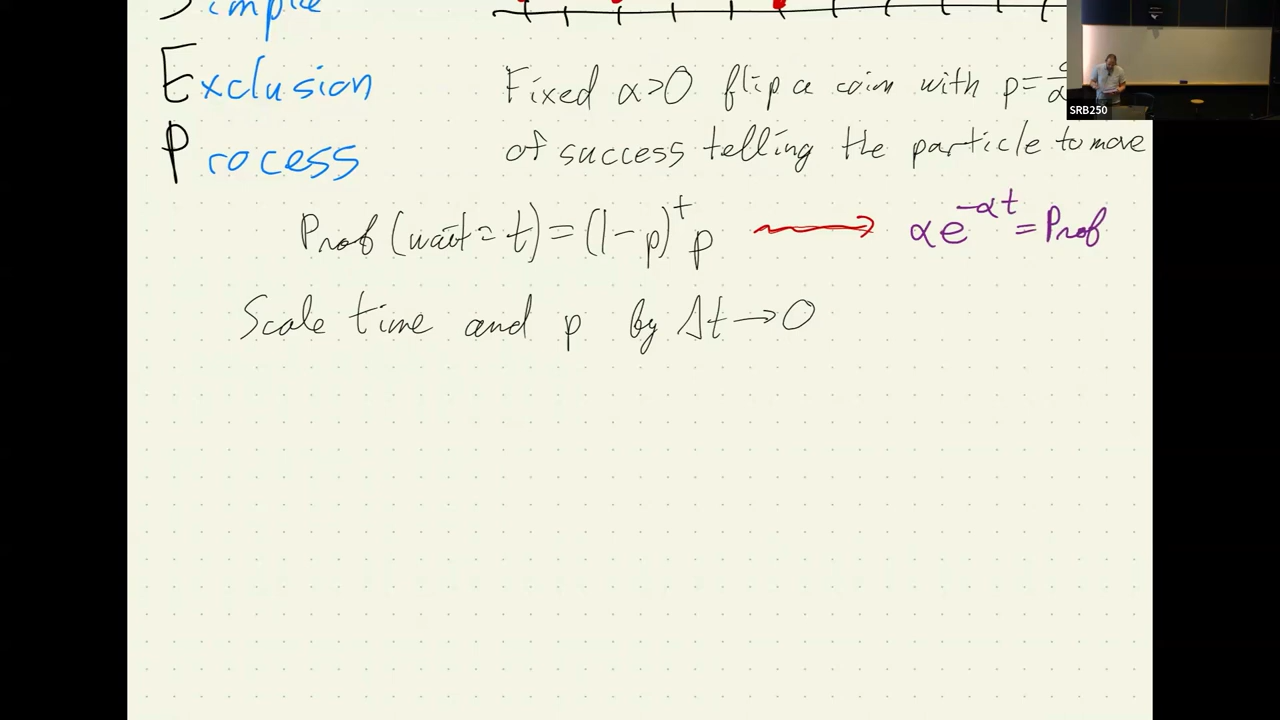 Simple
Exclusion
Process
Fixed α>0 flip a coin with p=
of success telling the particle to move
Prob(wait = t) = (1-p)^t p → αe^{-αt} = Prob
Scale time and p by Δt→0
SRB250